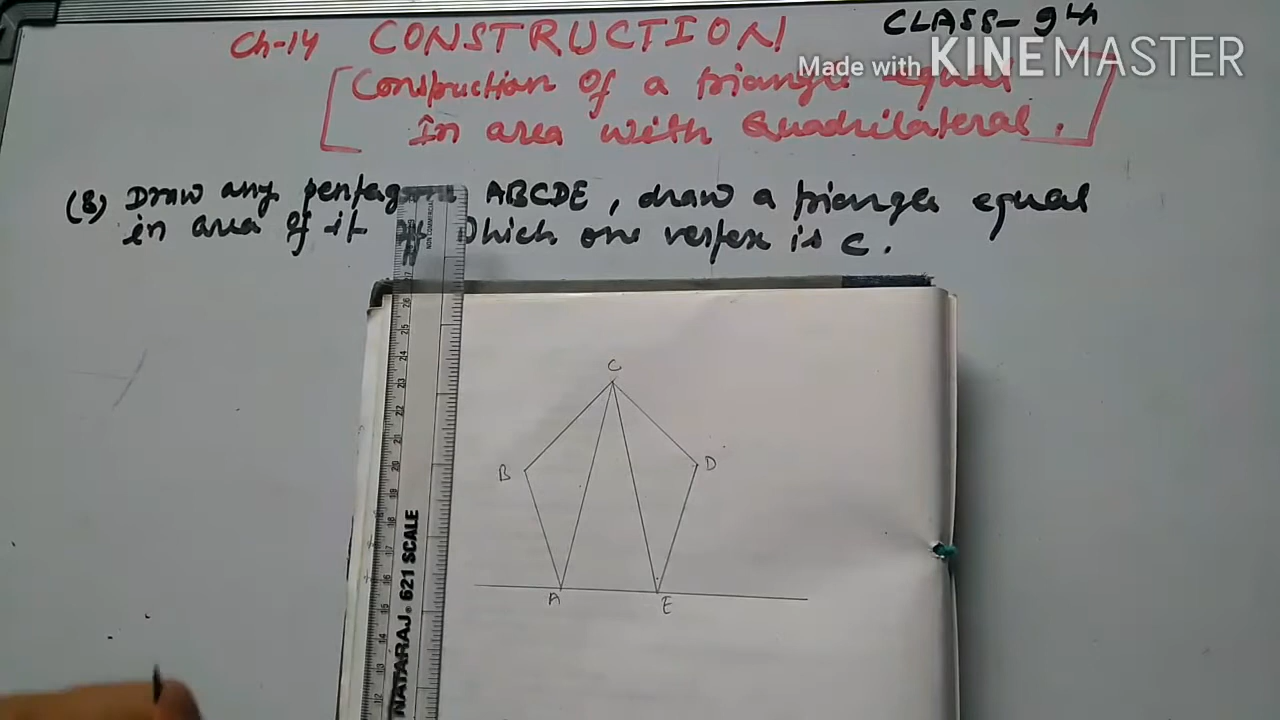 CLASS-9th
Ch-14 CONSTRUCTION
Made with KINEMASTER
[Construction of a triangle equal
In area with Quadrilateral.]
(8) Draw any ABCDE, draw a triangle equal
in area of it which one vertex is C.
C
B
D
A
E
NATARAJ 621 SCALE